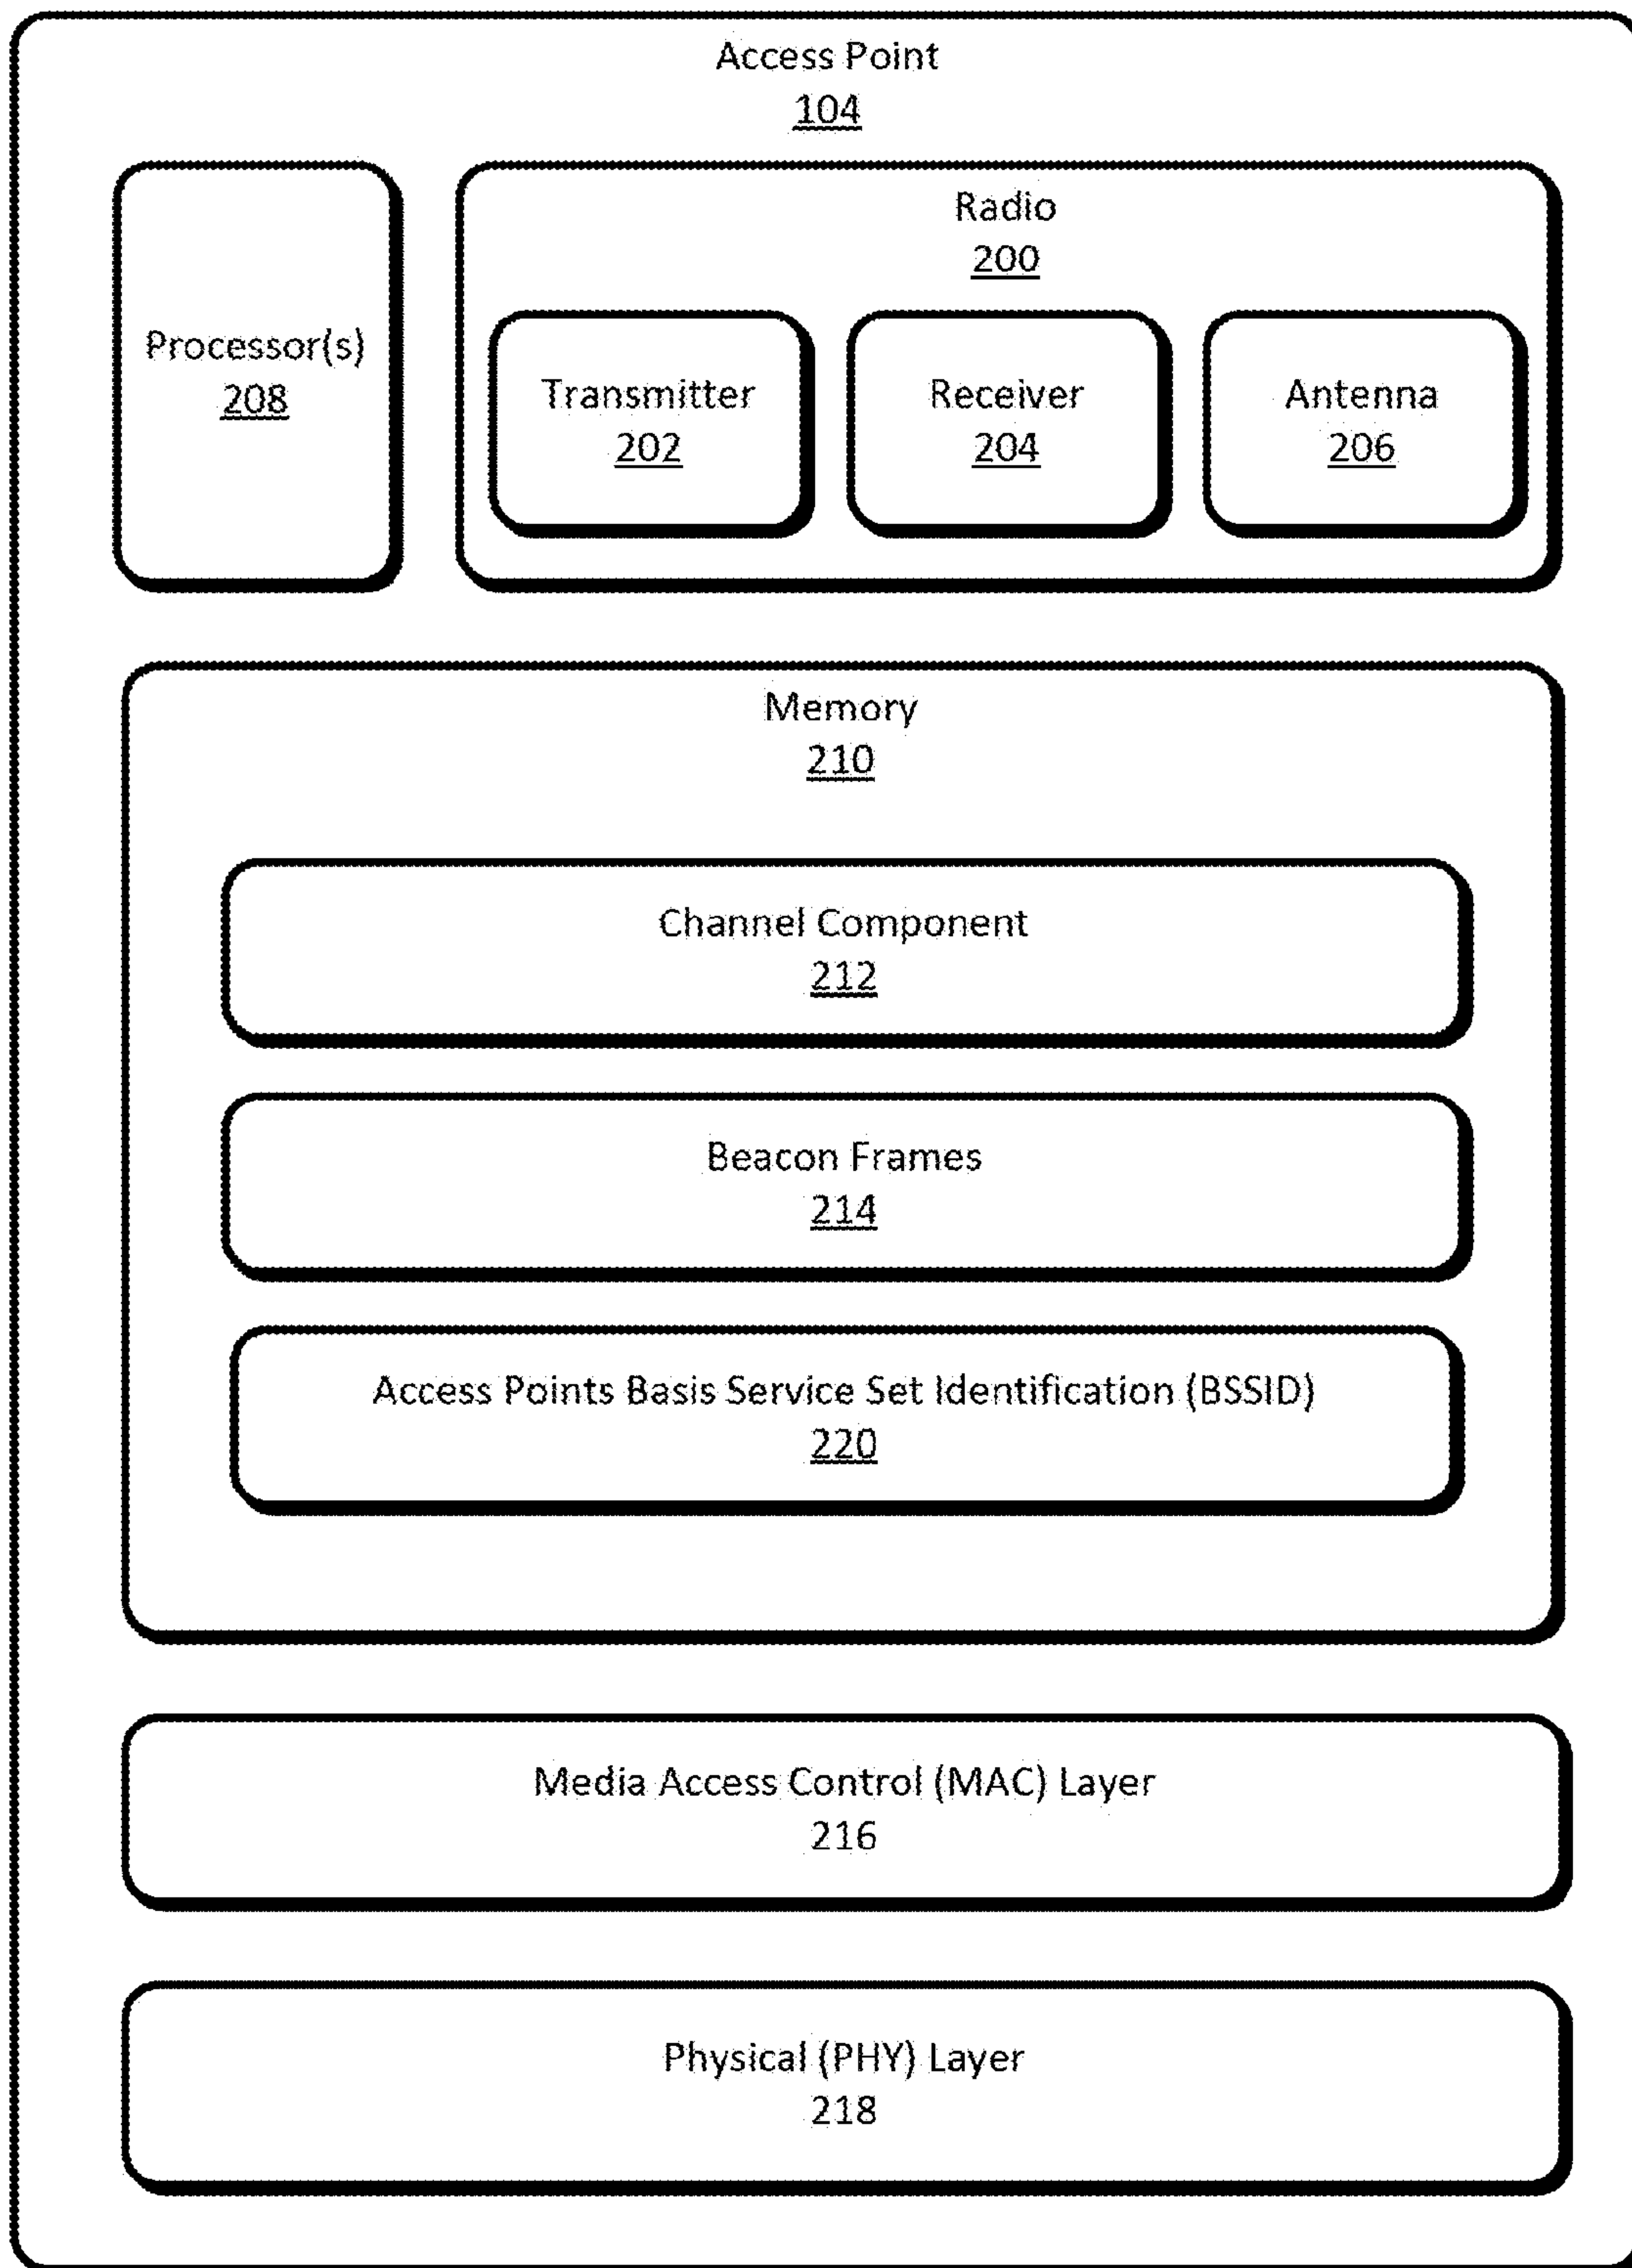 Access Point
104
Processor(s)
208
Radio
200
Transmitter
202
Receiver
204
Antenna
206
Memory
210
Channel Component
212
Beacon Frames
214
Access Points Basis Service Set Identification (BSSID)
220
Media Access Control (MAC) Layer
216
Physical (PHY) Layer
218